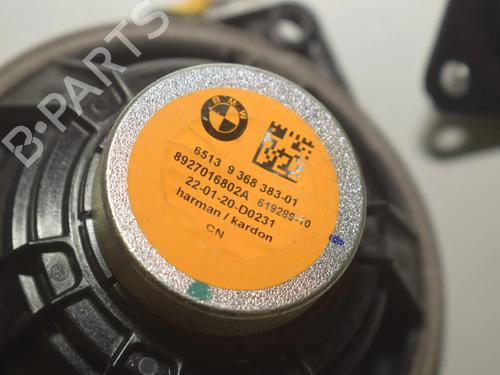 BMW
6513 9 368 383-01
8927016802A 619289-10
22-01-20-D0231
harman / kardon
CN
B-PARTS